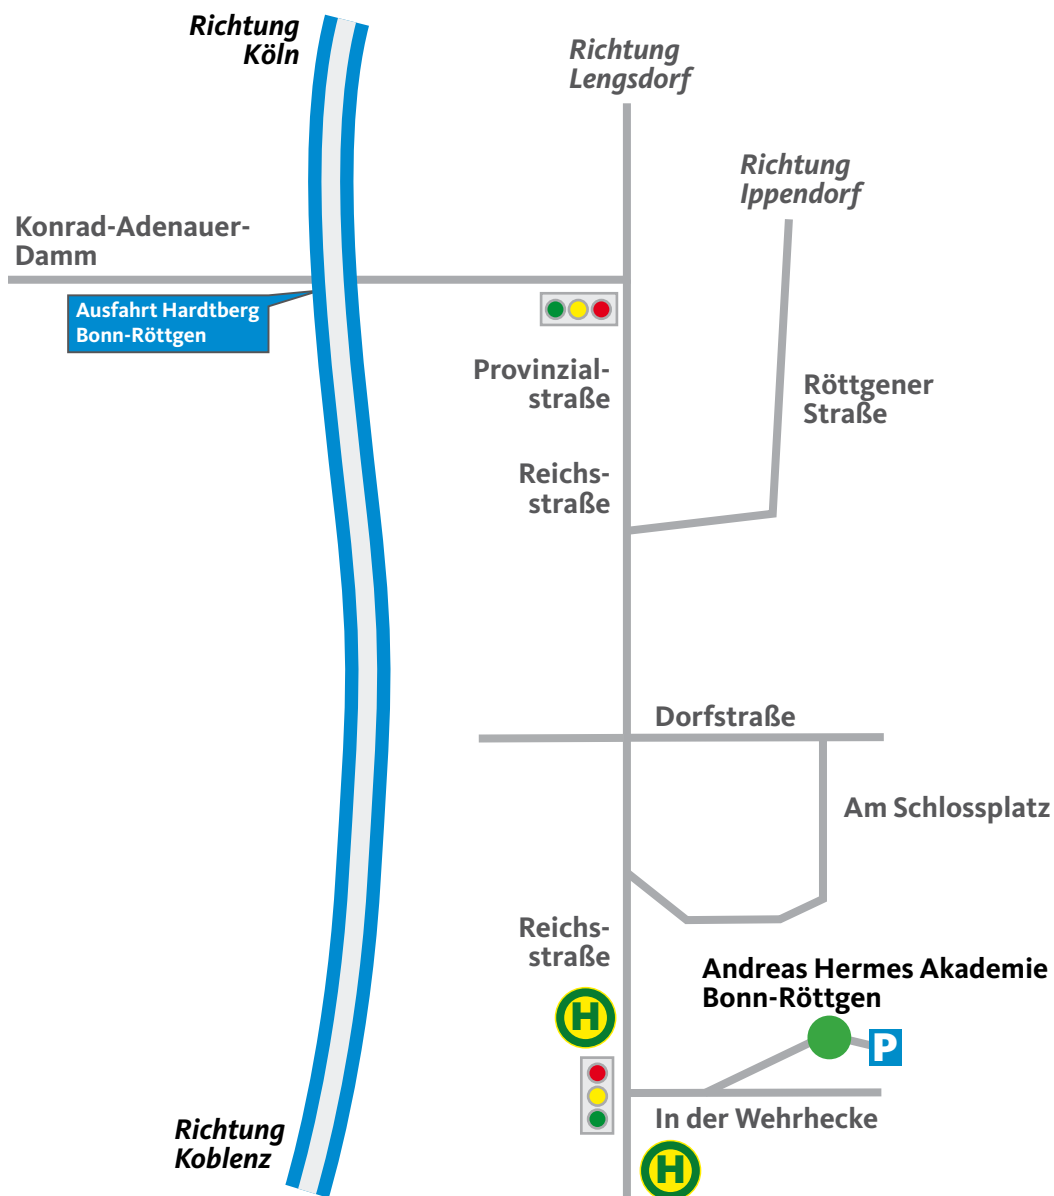 Richtung
Köln
Richtung
Lengsdorf
Richtung
Ippendorf
Konrad-Adenauer-
Damm
Ausfahrt Hardtberg
Bonn-Röttgen
Provinzial-
straße
Röttgener
Straße
Reichs-
straße
Dorfstraße
Am Schlossplatz
Reichs-
straße
Andreas Hermes Akademie
Bonn-Röttgen
H
P
In der Wehrhecke
Richtung
Koblenz
H